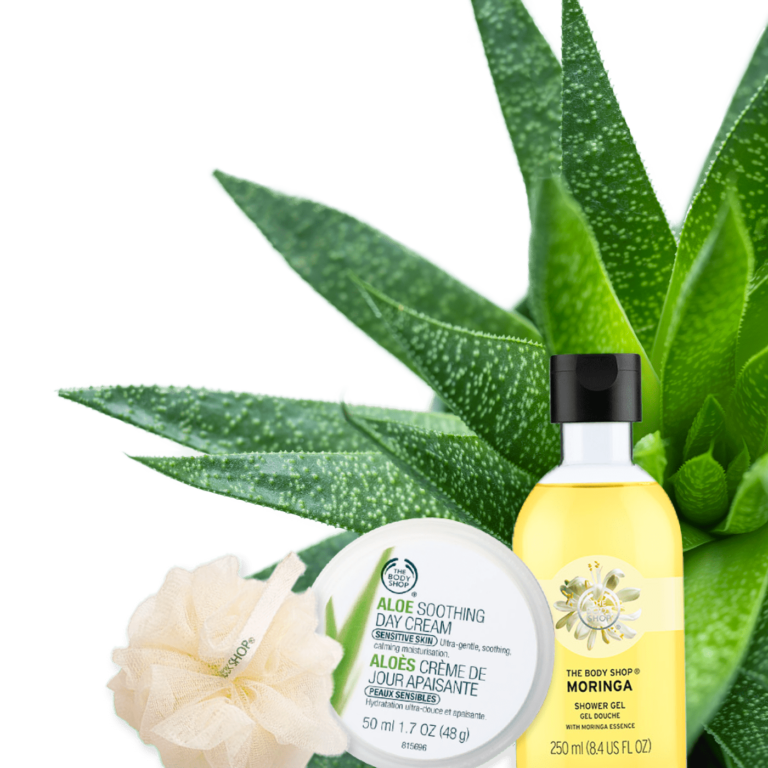 THE
BODY
SHOP
®
ALOE SOOTHING
DAY CREAM
SENSITIVE SKIN Ultra-gentle, soothing,
calming moisturisation.
ALOÈS CRÈME DE
JOUR APAISANTE
PEAUX SENSIBLES
Hydratation ultra-douce et apaisante.
50 ml 1.7 OZ (48 g)
815696
SHOP®
SHOP
THE BODY SHOP®
MORINGA
SHOWER GEL
GEL DOUCHE
WITH MORINGA ESSENCE
250 ml (8.4 US FL OZ)